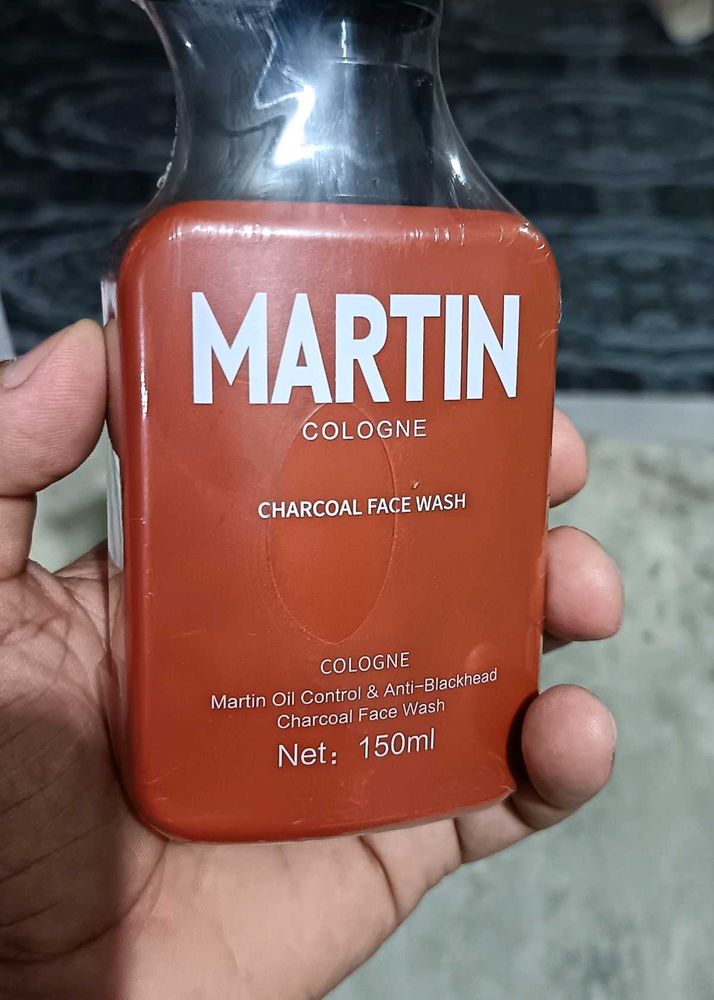 MARTIN
COLOGNE
CHARCOAL FACE WASH
COLOGNE
Martin Oil Control & Anti-Blackhead
Charcoal Face Wash
Net: 150ml